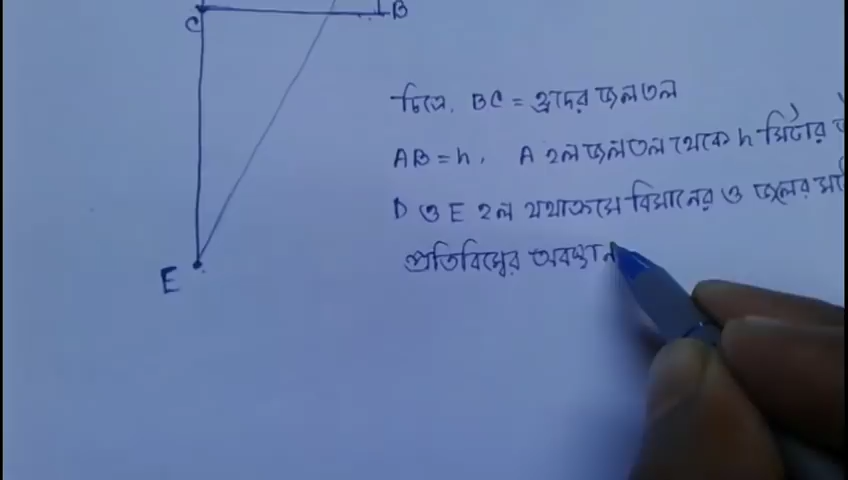 C B
চিত্রে, BC = হ্রদের জলতল
AB = h, A হল জলতল থেকে h মিটার
D ও E হল যথাক্রমে বিমানের ও জলের
প্রতিবিম্বের অবস্থান
E